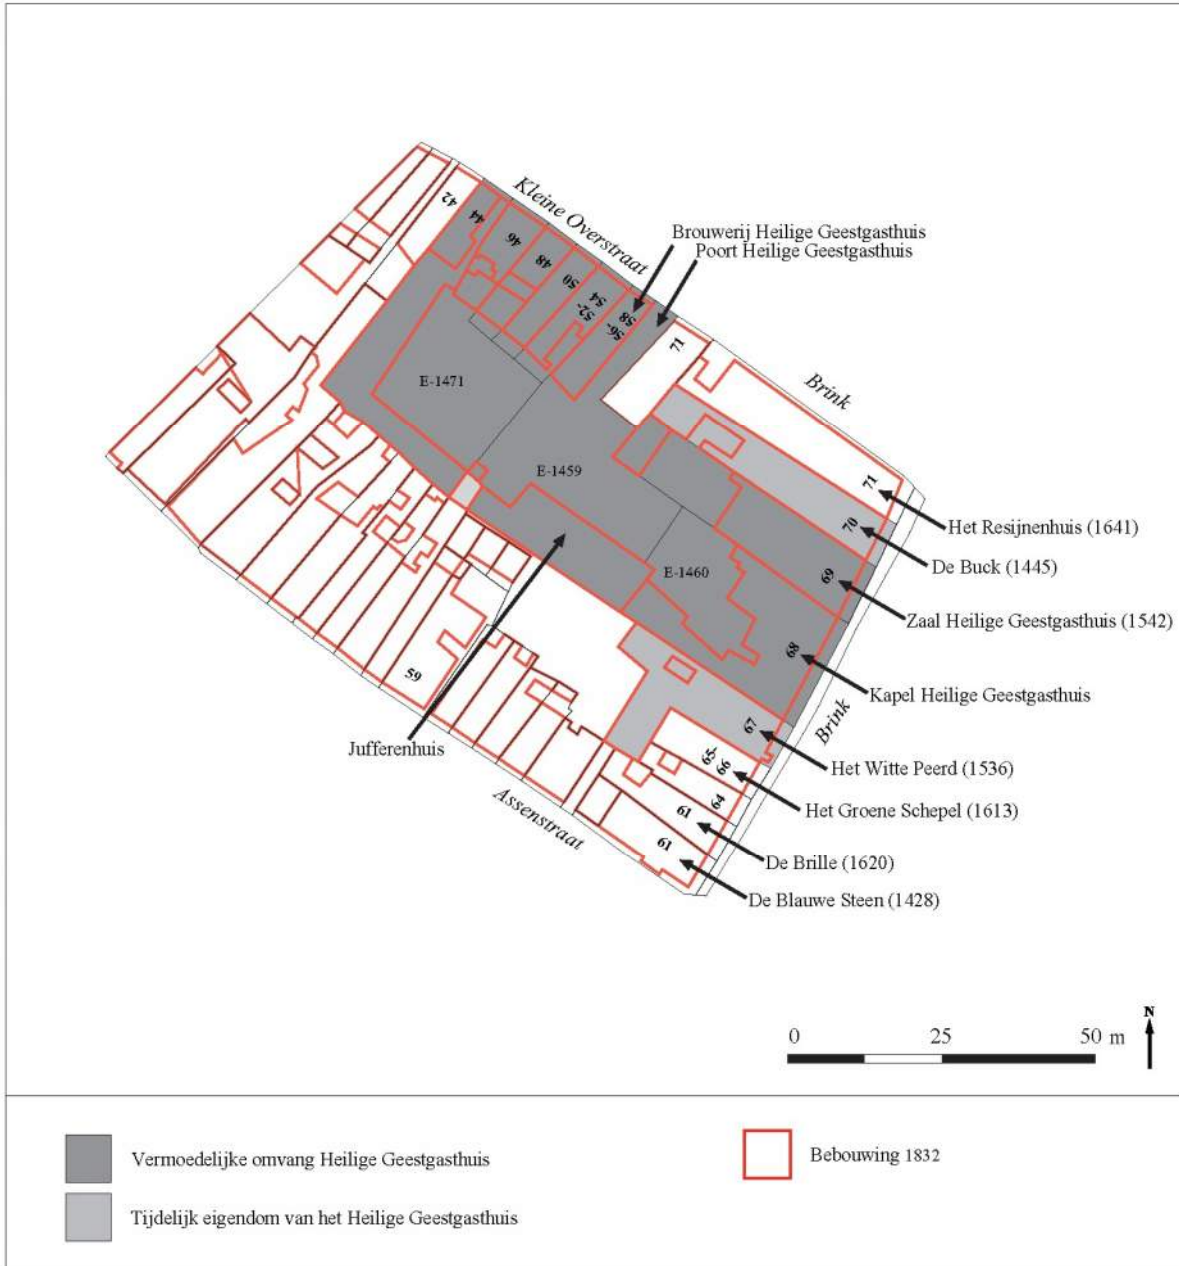 Kleine Overstraat
Brouwerij Heilige Geestgasthuis
Poort Heilige Geestgasthuis
42
44
46
48
50
52-
54
56-
58
71
Brink
E-1471
E-1459
E-1460
71
Het Resijnenhuis (1641)
70
De Buck (1445)
69
Zaal Heilige Geestgasthuis (1542)
68
Kapel Heilige Geestgasthuis
Brink
59
Jufferenhuis
67
Het Witte Peerd (1536)
65-
66
Het Groene Schepel (1613)
64
61
De Brille (1620)
61
De Blauwe Steen (1428)
Assenstraat
0 25 50 m
N
Vermoedelijke omvang Heilige Geestgasthuis
Bebouwing 1832
Tijdelijk eigendom van het Heilige Geestgasthuis